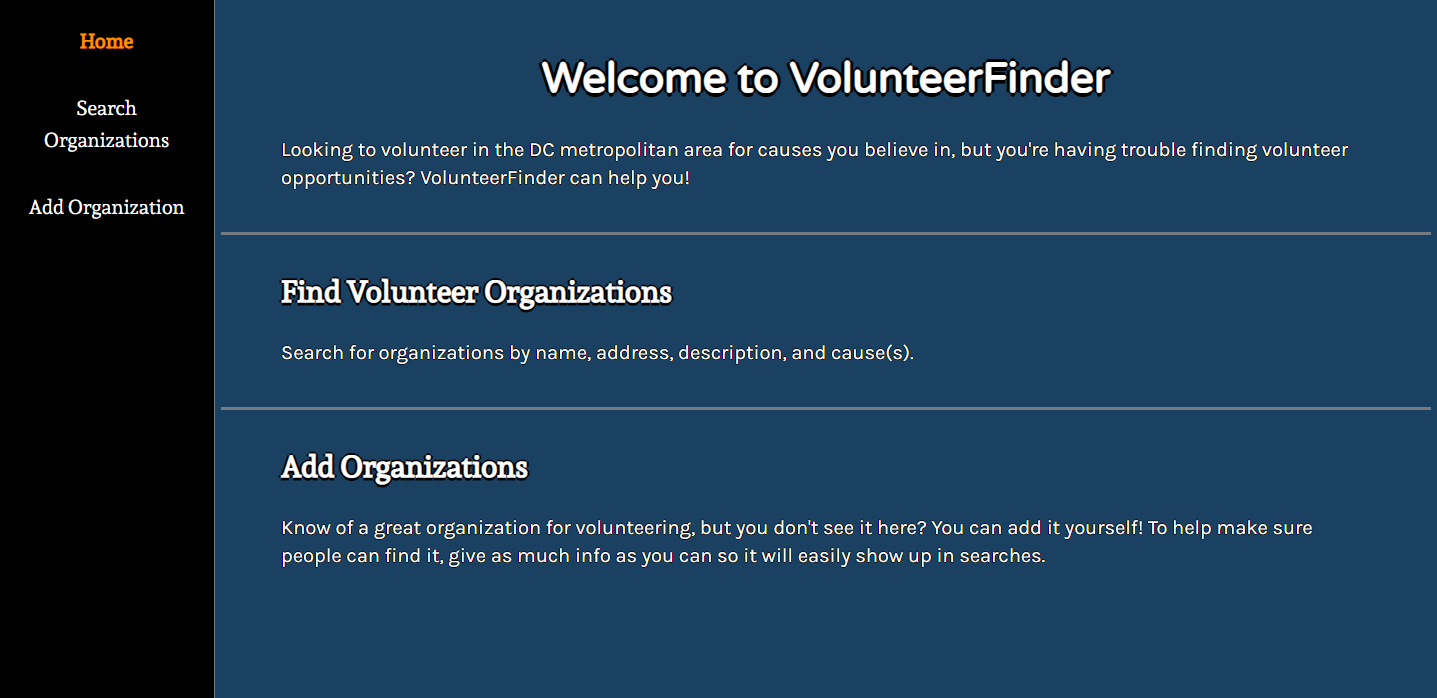 Home
Search
Organizations
Add Organization
Welcome to VolunteerFinder
Looking to volunteer in the DC metropolitan area for causes you believe in, but you're having trouble finding volunteer
opportunities? VolunteerFinder can help you!
Find Volunteer Organizations
Search for organizations by name, address, description, and cause(s).
Add Organizations
Know of a great organization for volunteering, but you don't see it here? You can add it yourself! To help make sure
people can find it, give as much info as you can so it will easily show up in searches.